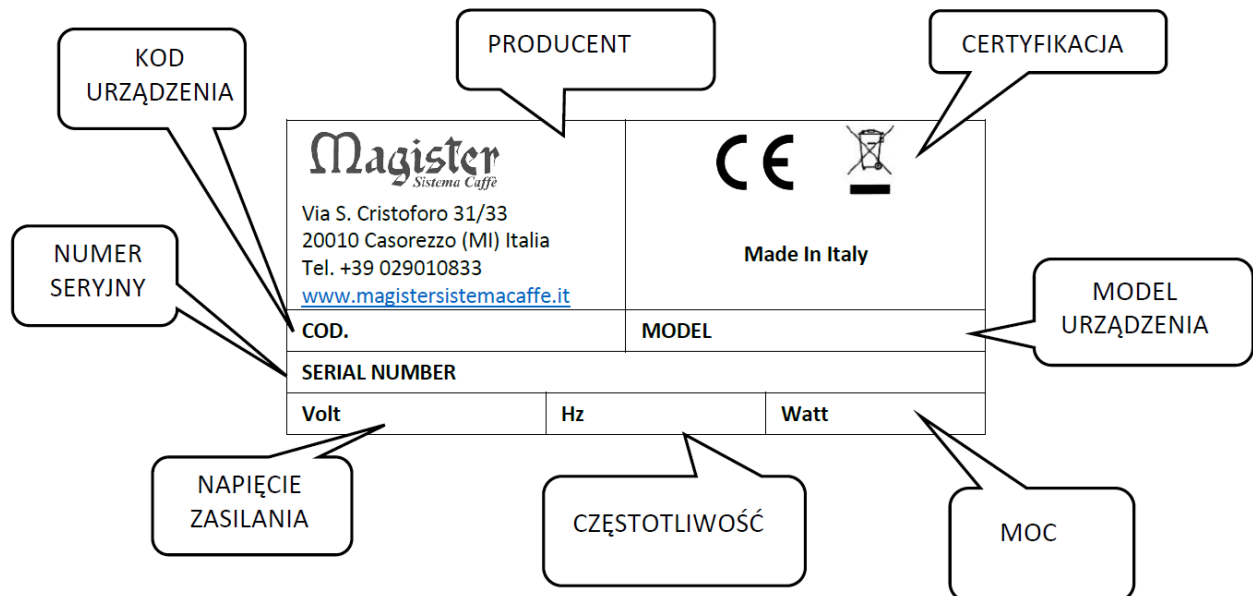 KOD
URZĄDZENIA
PRODUCENT
CERTYFIKACJA
Magister
Sistema Caffè
CE
Via S. Cristoforo 31/33
20010 Casorezzo (MI) Italia
Tel. +39 029010833
www.magistersistemacaffe.it
Made In Italy
NUMER
SERYJNY
MODEL
URZĄDZENIA
COD.
MODEL
SERIAL NUMBER
Volt
Hz
Watt
NAPIĘCIE
ZASILANIA
CZĘSTOTLIWOŚĆ
MOC